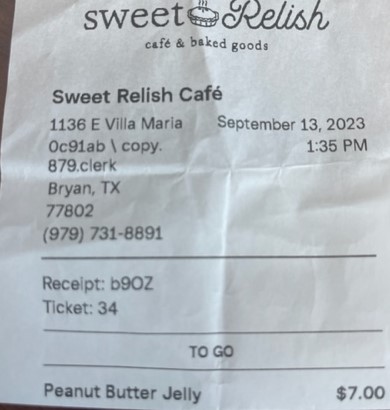 sweet Relish
café & baked goods
Sweet Relish Café
1136 E Villa Maria September 13, 2023
0c91ab \ copy. 1:35 PM
879.clerk
Bryan, TX
77802
(979) 731-8891
Receipt: b9OZ
Ticket: 34
TO GO
Peanut Butter Jelly $7.00